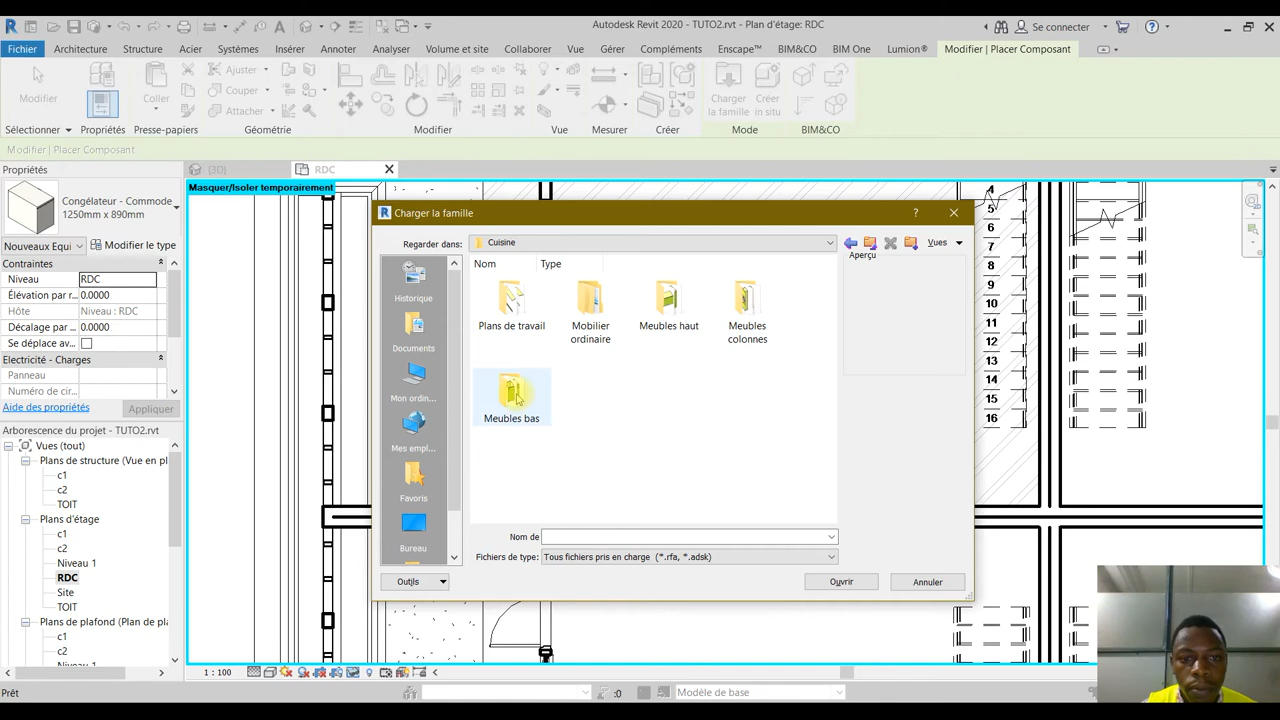 Autodesk Revit 2020 - TUTO2.rvt - Plan d'étage: RDC
Se connecter
Fichier Architecture Structure Acier Systèmes Insérer Annoter Analyser Volume et site Collaborer Vue Gérer Compléments Enscape™ BIM&CO BIM One Lumion® Modifier | Placer Composant
Modifier
Coller
Ajuster
Couper
Attacher
Charger
la famille
Créer
in situ
Sélectionner Propriétés Presse-papiers Géométrie Modifier Vue Mesurer Créer Mode BIM&CO
Modifier | Placer Composant
Propriétés
(3D)
RDC
Masquer/Isoler temporairement
Congélateur - Commode
1250mm x 890mm
Nouveaux Equ
Modifier le type
Contraintes
Niveau RDC
Élévation par r... 0.0000
Hôte Niveau : RDC
Décalage par ... 0.0000
Se déplace av...
Electricité - Charges
Panneau
Numéro de cir...
Aide des propriétés
Appliquer
Arborescence du projet - TUTO2.rvt
Vues (tout)
Plans de structure (Vue en pl
c1
c2
TOIT
Plans d'étage
c1
c2
Niveau 1
RDC
Site
TOIT
Plans de plafond (Plan de pla
c1
c2
Niveau 1
Charger la famille
?
Regarder dans:
Cuisine
Vues
Aperçu
Historique
Documents
Mon ordin...
Mes empl...
Favoris
Bureau
Nom Type
Plans de travail
Mobilier
ordinaire
Meubles haut
Meubles
colonnes
Meubles bas
Nom de
Fichiers de type:
Tous fichiers pris en charge (*.rfa, *.adsk)
Outils
Ouvrir
Annuler
4
5
6
7
8
9
10
11
12
13
14
15
16
1 : 100
Prêt
:0
Modèle de base